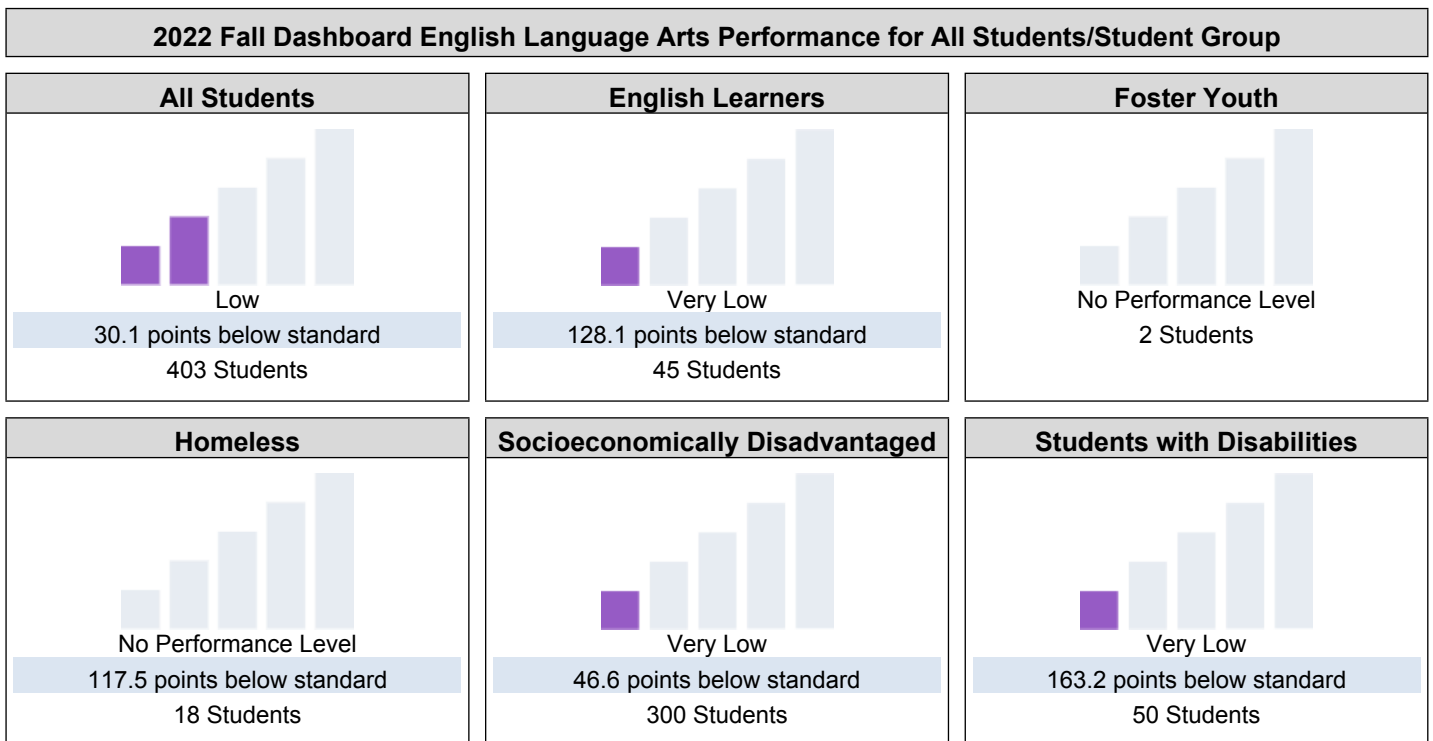 2022 Fall Dashboard English Language Arts Performance for All Students/Student Group
All Students
Low
30.1 points below standard
403 Students
English Learners
Very Low
128.1 points below standard
45 Students
Foster Youth
No Performance Level
2 Students
Homeless
No Performance Level
117.5 points below standard
18 Students
Socioeconomically Disadvantaged
Very Low
46.6 points below standard
300 Students
Students with Disabilities
Very Low
163.2 points below standard
50 Students